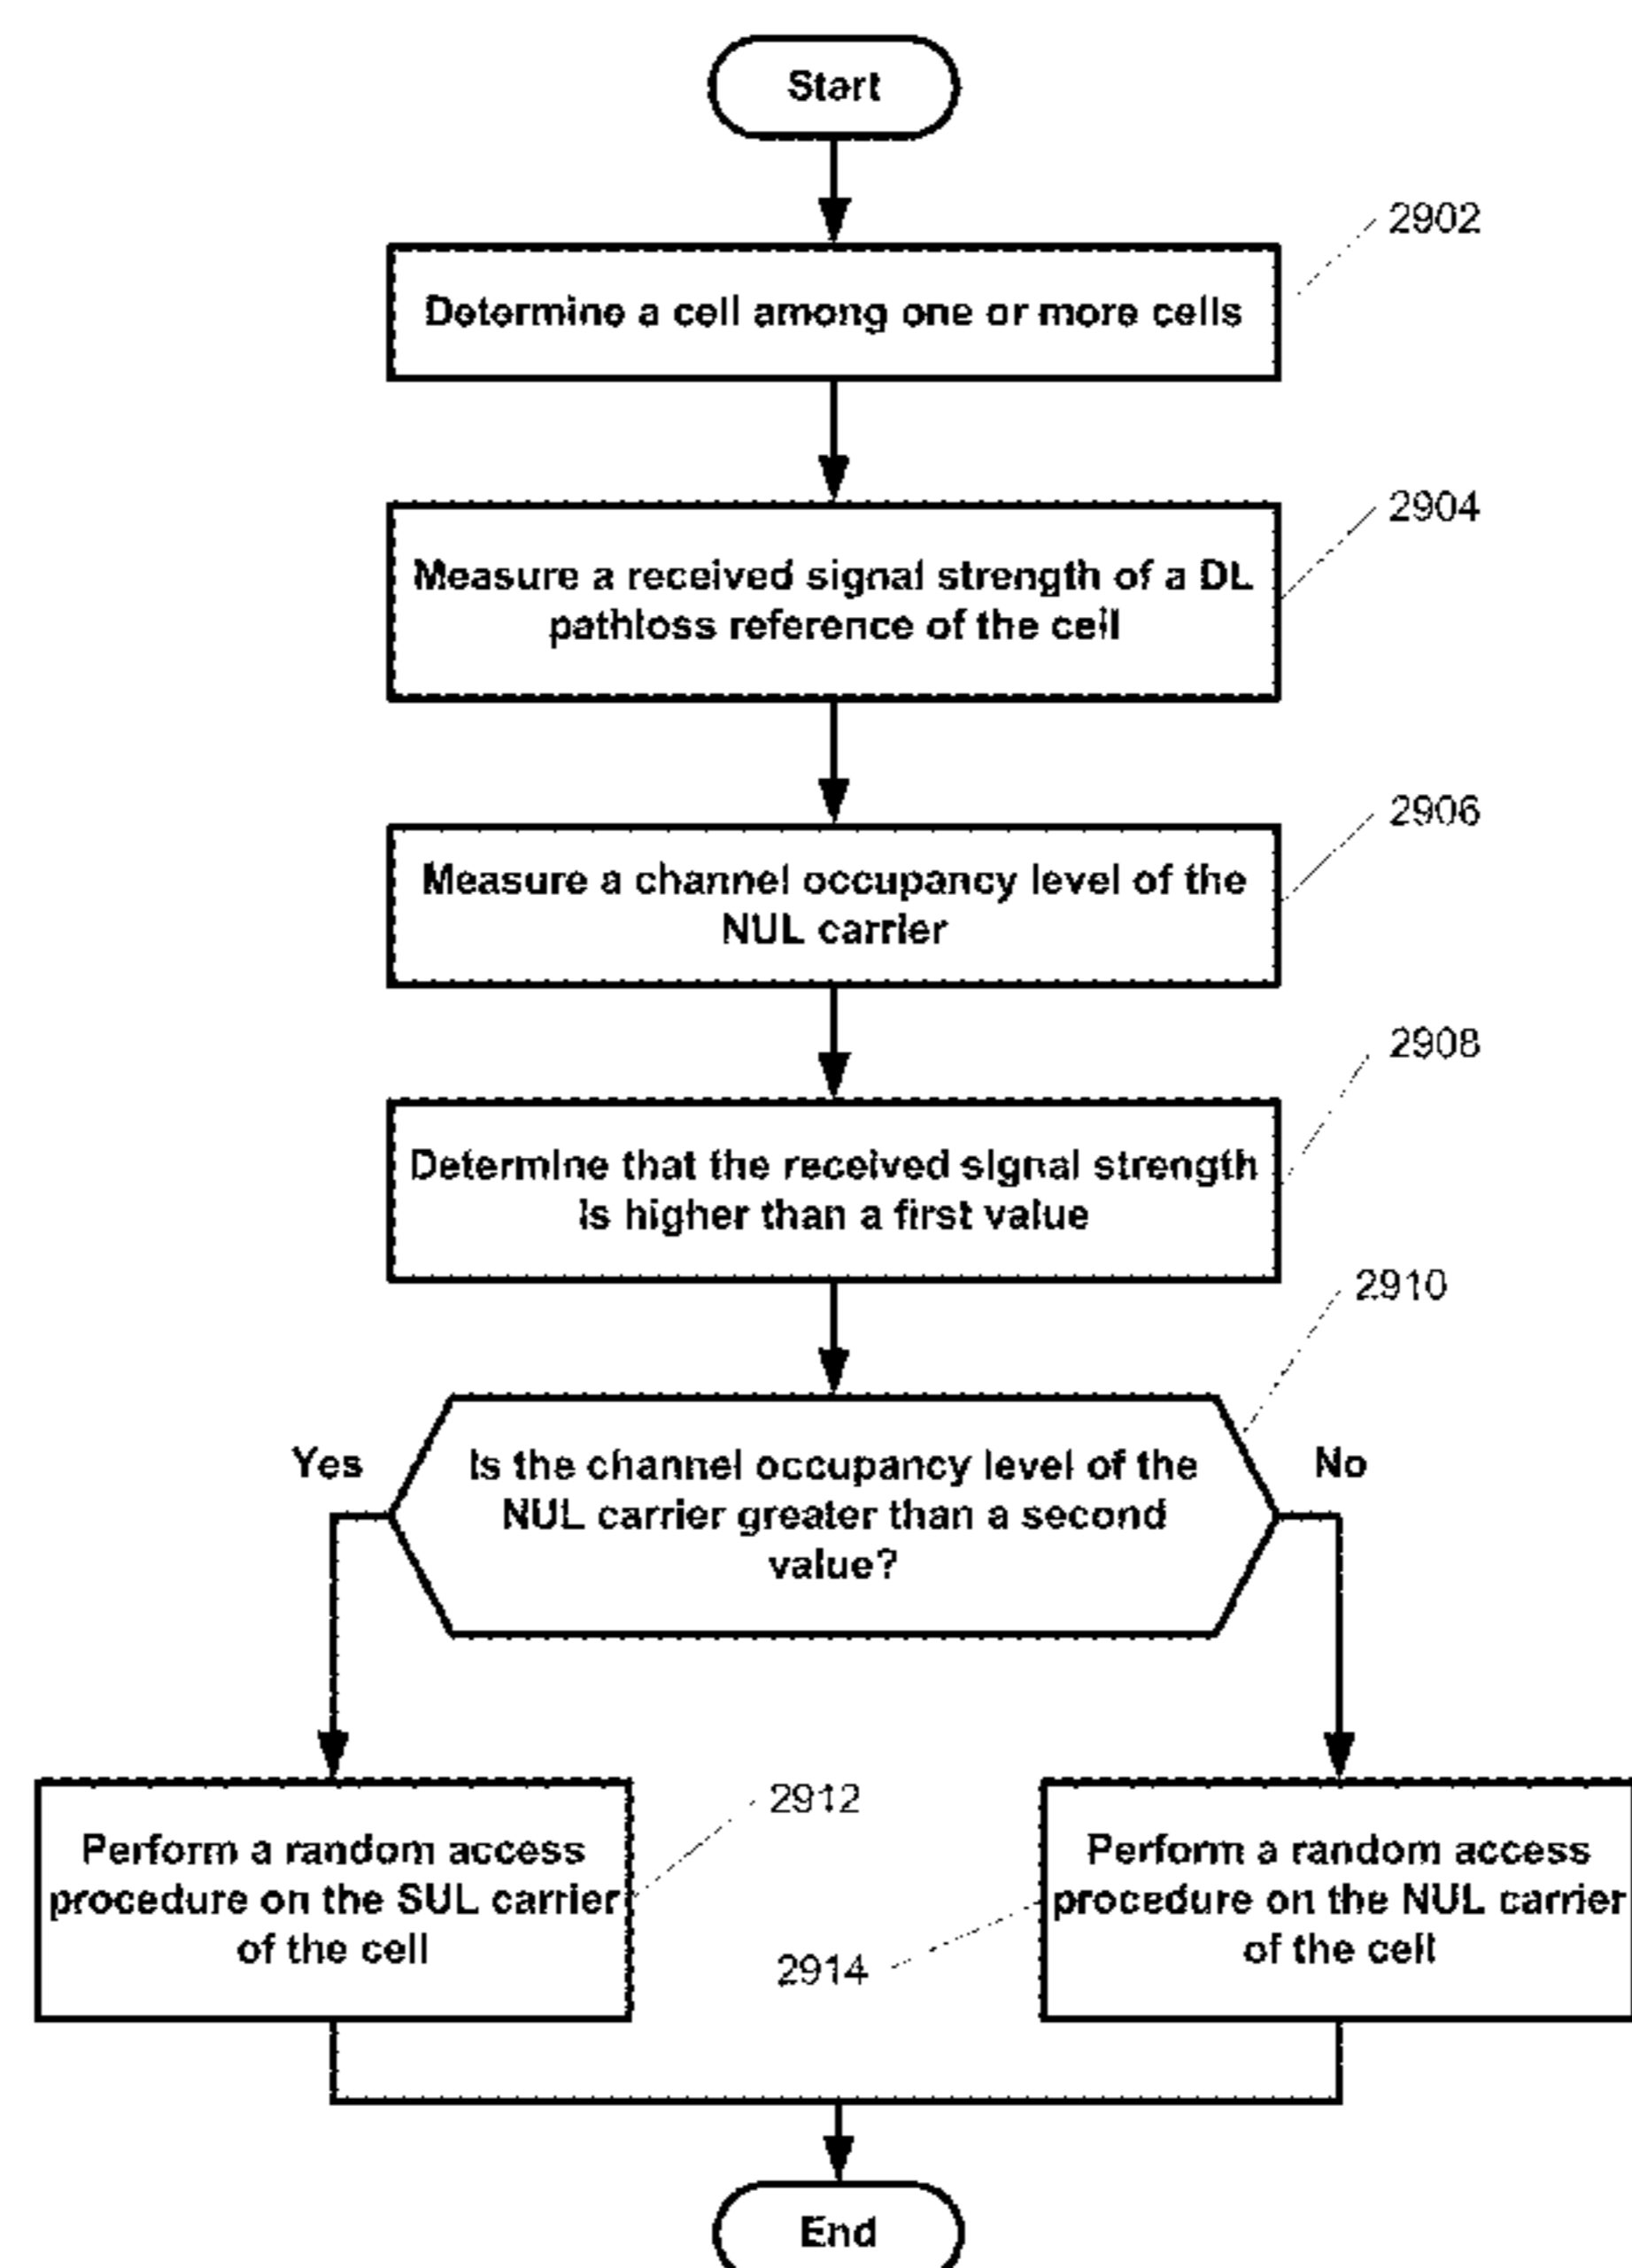 Start
2902
Determine a cell among one or more cells
2904
Measure a received signal strength of a DL
pathloss reference of the cell
2906
Measure a channel occupancy level of the
NUL carrier
2908
Determine that the received signal strength
is higher than a first value
2910
Yes
Is the channel occupancy level of the
NUL carrier greater than a second
value?
No
2912
Perform a random access
procedure on the SUL carrier
of the cell
Perform a random access
procedure on the NUL carrier
of the cell
2914
End